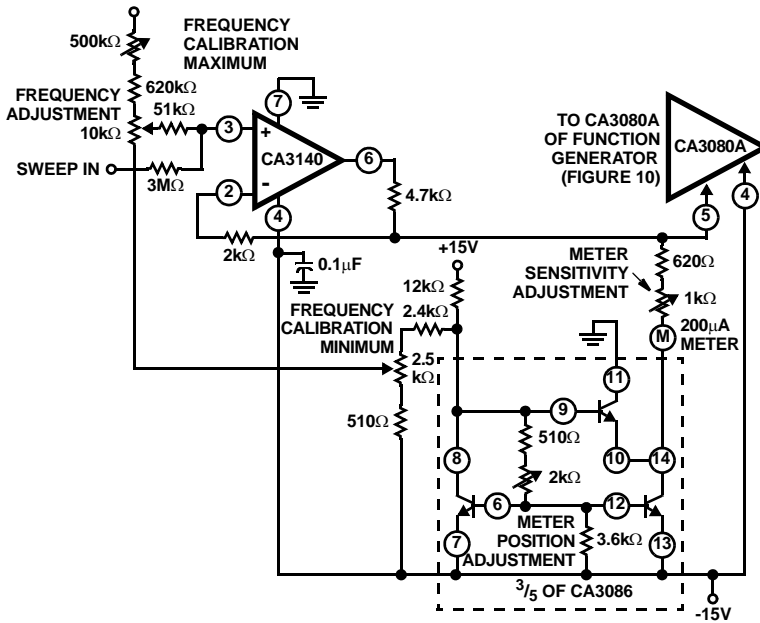 500kΩ
FREQUENCY
CALIBRATION
MAXIMUM
620kΩ
FREQUENCY
ADJUSTMENT
10kΩ
51kΩ
SWEEP IN
3MΩ
7
3
+
CA3140
6
2
-
4
4.7kΩ
2kΩ
0.1μF
TO CA3080A
OF FUNCTION
GENERATOR
(FIGURE 10)
CA3080A
4
5
+15V
12kΩ
2.4kΩ
FREQUENCY
CALIBRATION
MINIMUM
2.5
kΩ
510Ω
METER
SENSITIVITY
ADJUSTMENT
620Ω
1kΩ
M
200μA
METER
11
9
510Ω
8
10
14
2kΩ
6
12
7
METER
POSITION
ADJUSTMENT
3.6kΩ
13
3/5 OF CA3086
-15V